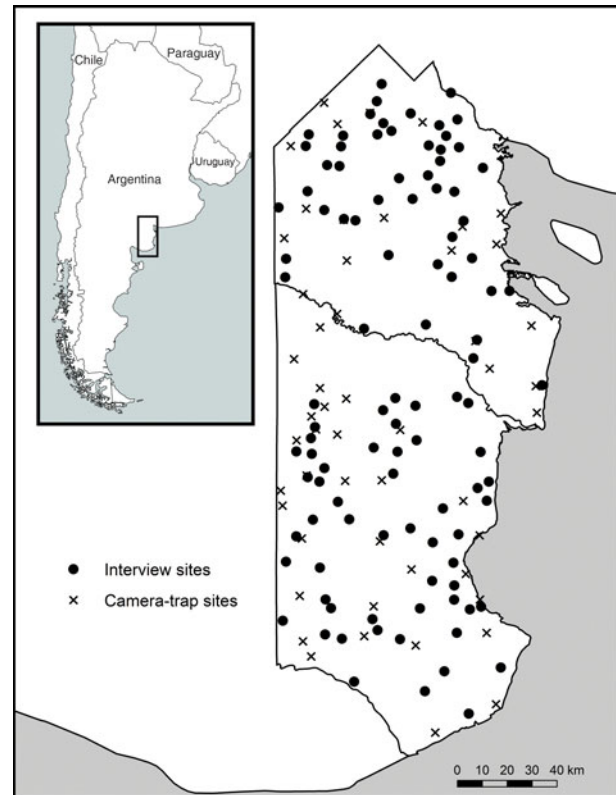 Chile
Paraguay
Uruguay
Argentina
Interview sites
Camera-trap sites
0 10 20 30 40 km